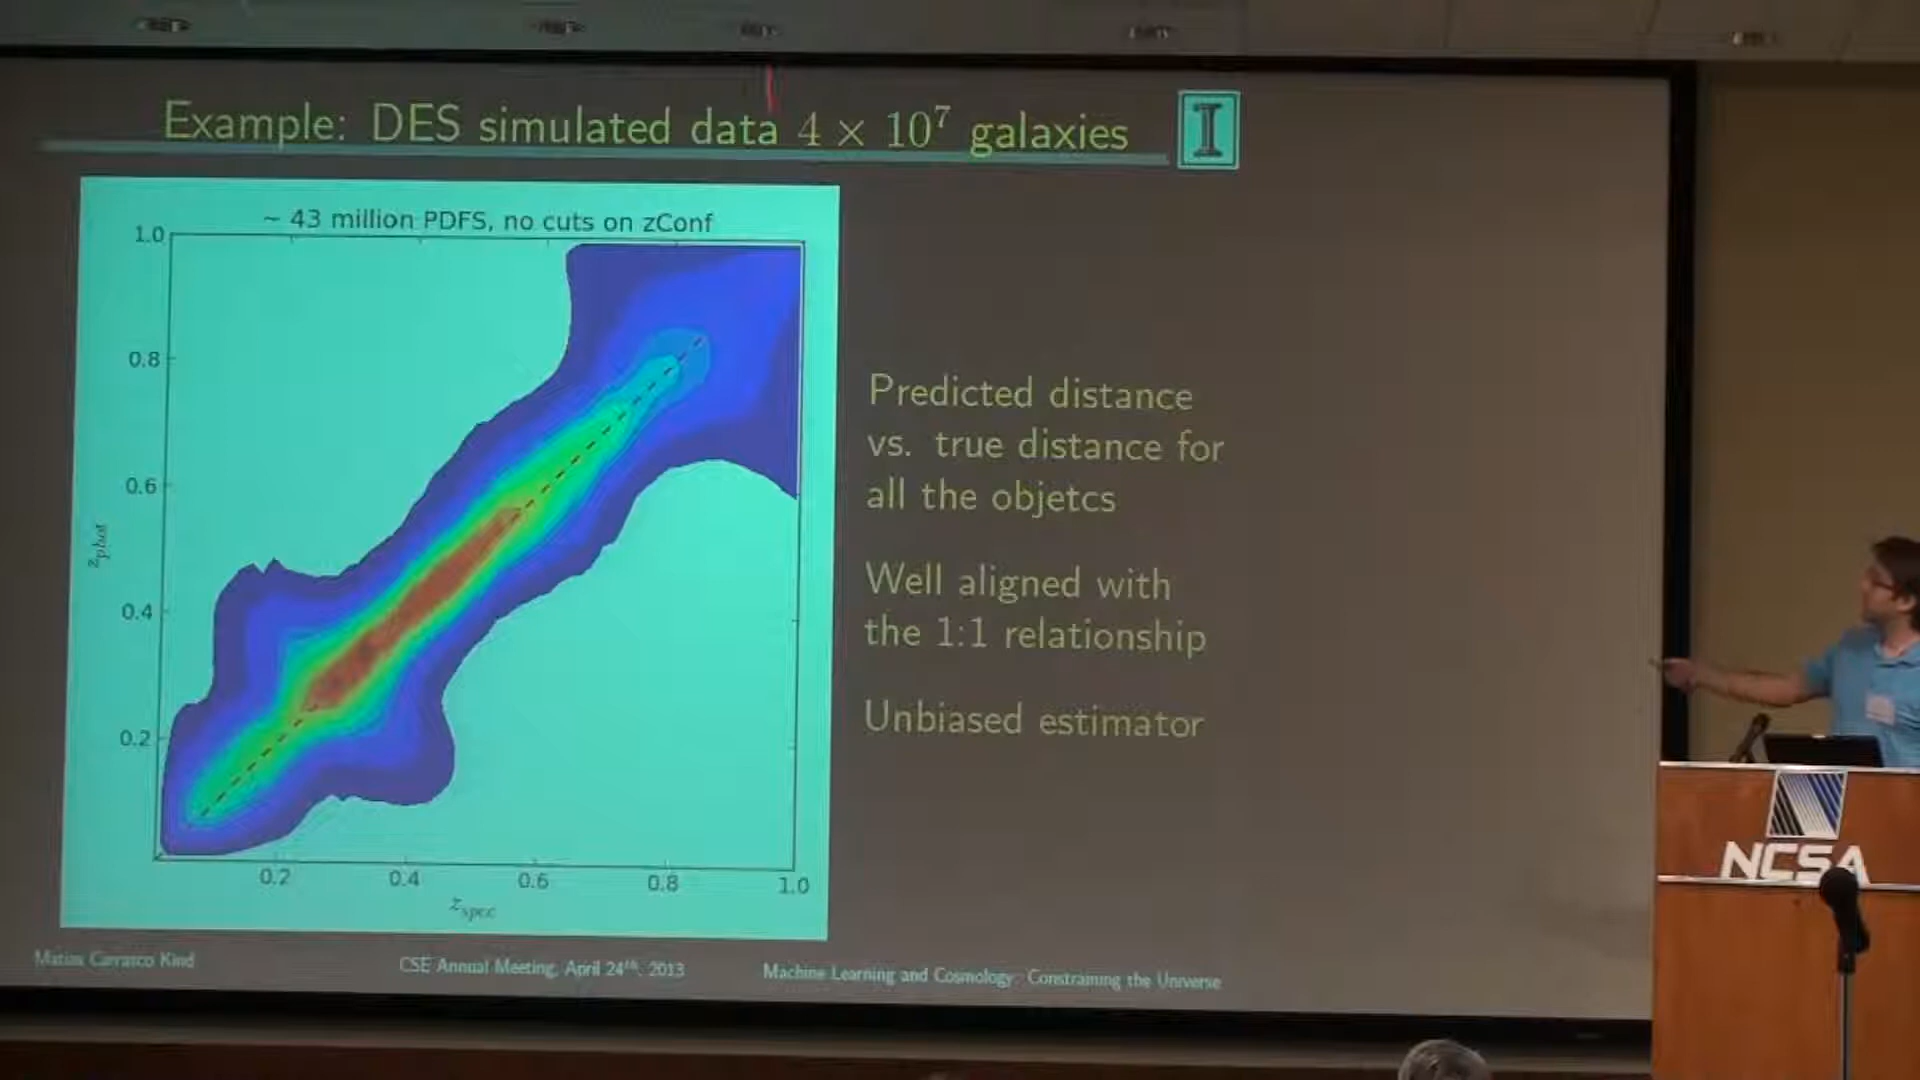 Example: DES simulated data 4 × 10⁷ galaxies
I
~ 43 million PDFS, no cuts on zConf
1.0
0.8
0.6
0.4
0.2
z_phot
0.2 0.4 0.6 0.8 1.0
z_spec
Predicted distance
vs. true distance for
all the objetcs
Well aligned with
the 1:1 relationship
Unbiased estimator
Matias Carrasco Kind
CSE Annual Meeting, April 24ᵗʰ, 2013
Machine Learning and Cosmology: Constraining the Universe
NCSA